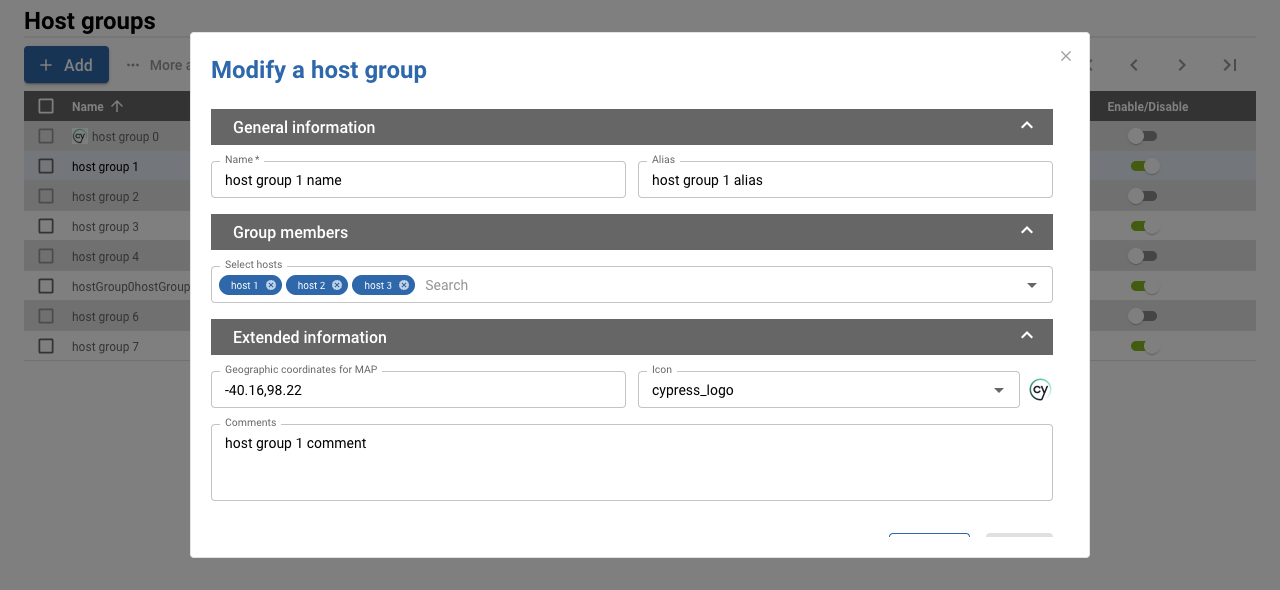 Host groups
Add
More a
Name
Enable/Disable
cy host group 0
host group 1
host group 2
host group 3
host group 4
hostGroup0hostGroup
host group 6
host group 7
Modify a host group
General information
Name *
host group 1 name
Alias
host group 1 alias
Group members
Select hosts
host 1 host 2 host 3 Search
Extended information
Geographic coordinates for MAP
-40.16,98.22
Icon
cypress_logo
cy
Comments
host group 1 comment